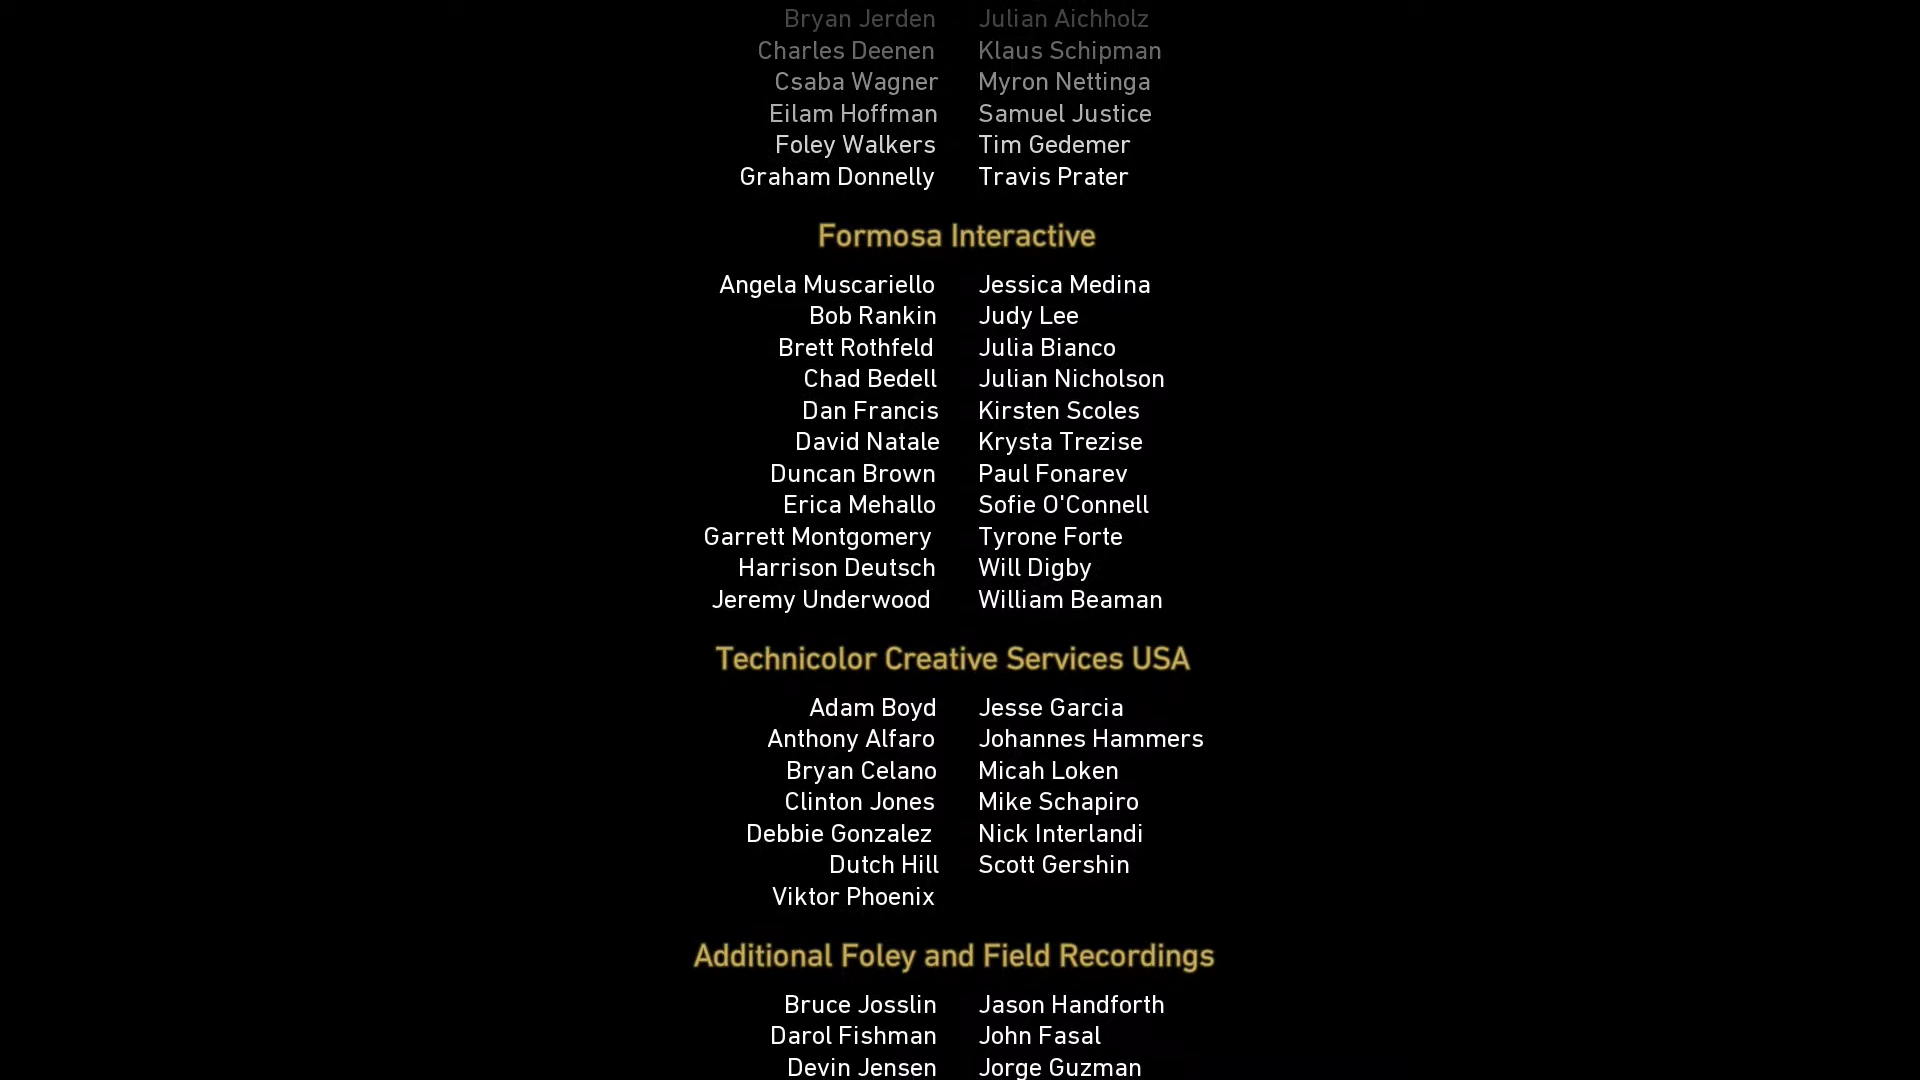 Bryan Jerden Julian Aichholz
Charles Deenen Klaus Schipman
Csaba Wagner Myron Nettinga
Eilam Hoffman Samuel Justice
Foley Walkers Tim Gedemer
Graham Donnelly Travis Prater
Formosa Interactive
Angela Muscariello Jessica Medina
Bob Rankin Judy Lee
Brett Rothfeld Julia Bianco
Chad Bedell Julian Nicholson
Dan Francis Kirsten Scoles
David Natale Krysta Trezise
Duncan Brown Paul Fonarev
Erica Mehallo Sofie O'Connell
Garrett Montgomery Tyrone Forte
Harrison Deutsch Will Digby
Jeremy Underwood William Beaman
Technicolor Creative Services USA
Adam Boyd Jesse Garcia
Anthony Alfaro Johannes Hammers
Bryan Celano Micah Loken
Clinton Jones Mike Schapiro
Debbie Gonzalez Nick Interlandi
Dutch Hill Scott Gershin
Viktor Phoenix
Additional Foley and Field Recordings
Bruce Josslin Jason Handforth
Darol Fishman John Fasal
Devin Jensen Jorge Guzman